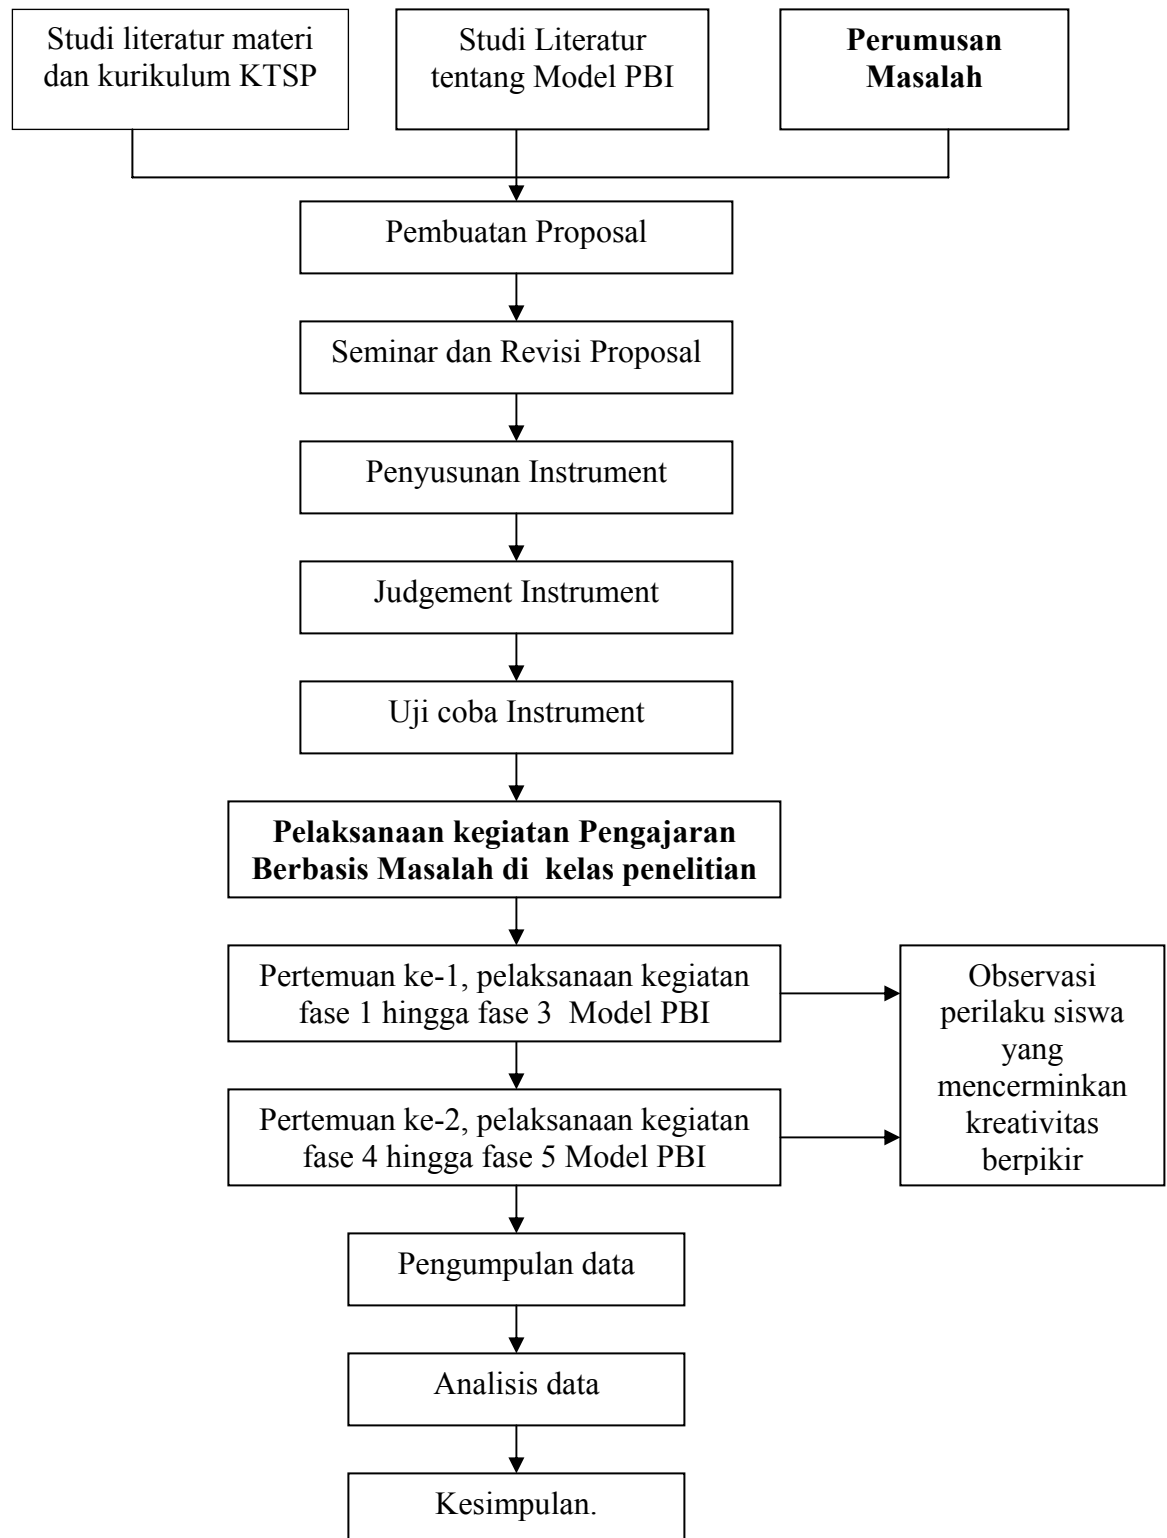 Studi literatur materi
dan kurikulum KTSP
Studi Literatur
tentang Model PBI
Perumusan
Masalah
Pembuatan Proposal
Seminar dan Revisi Proposal
Penyusunan Instrument
Judgement Instrument
Uji coba Instrument
Pelaksanaan kegiatan Pengajaran
Berbasis Masalah di kelas penelitian
Pertemuan ke-1, pelaksanaan kegiatan
fase 1 hingga fase 3 Model PBI
Observasi
perilaku siswa
yang
mencerminkan
kreativitas
berpikir
Pertemuan ke-2, pelaksanaan kegiatan
fase 4 hingga fase 5 Model PBI
Pengumpulan data
Analisis data
Kesimpulan.